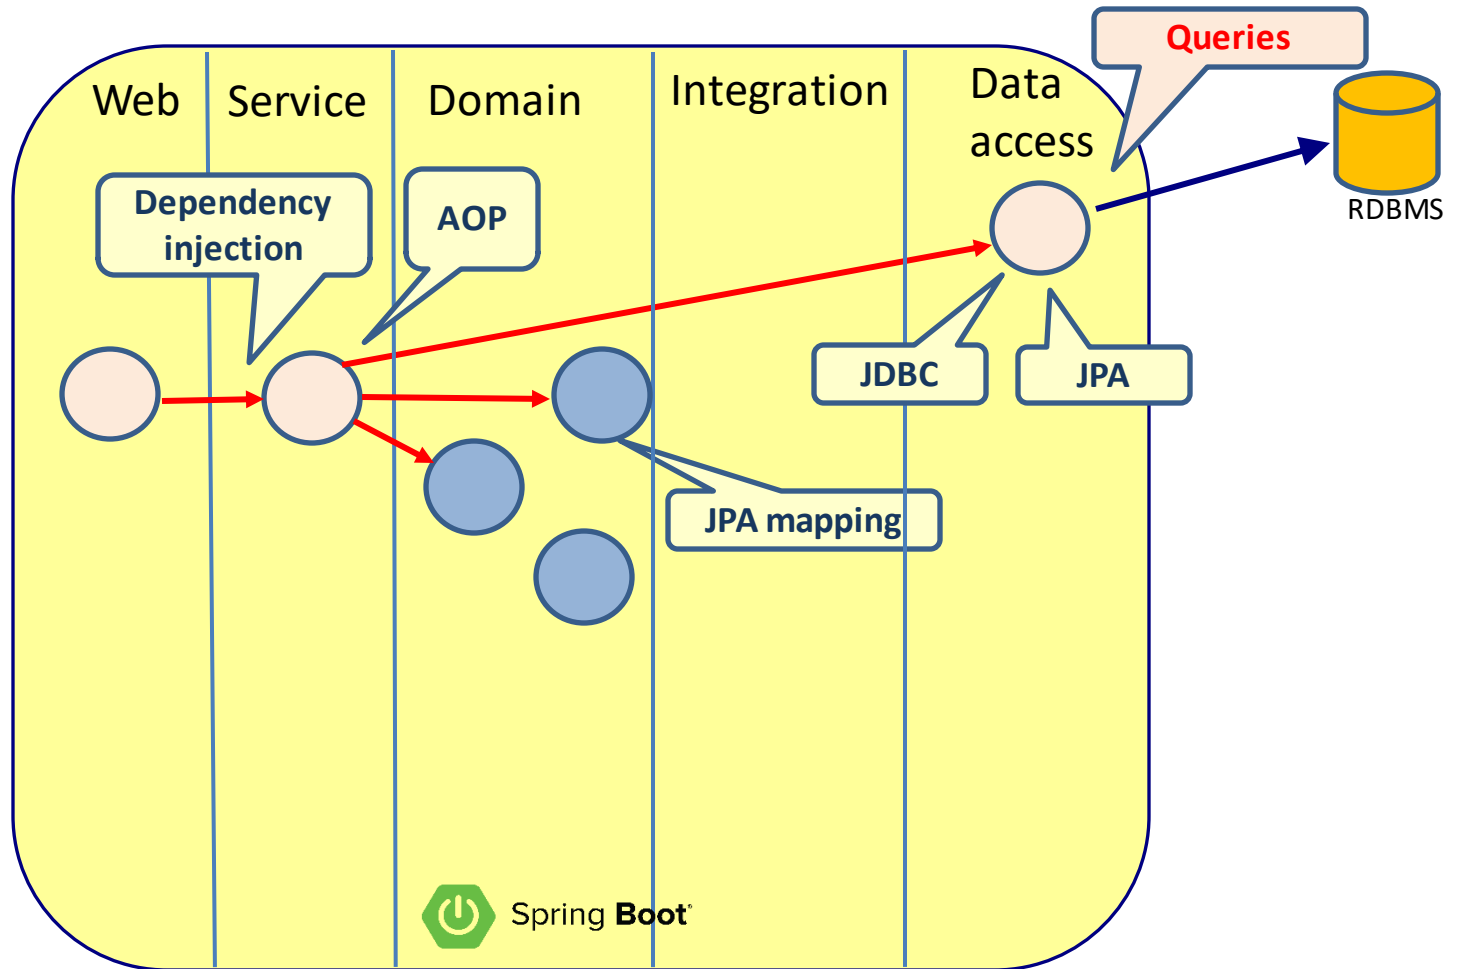 Queries
Web
Service
Domain
Integration
Data
access
RDBMS
Dependency
injection
AOP
JDBC
JPA
JPA mapping
Spring Boot